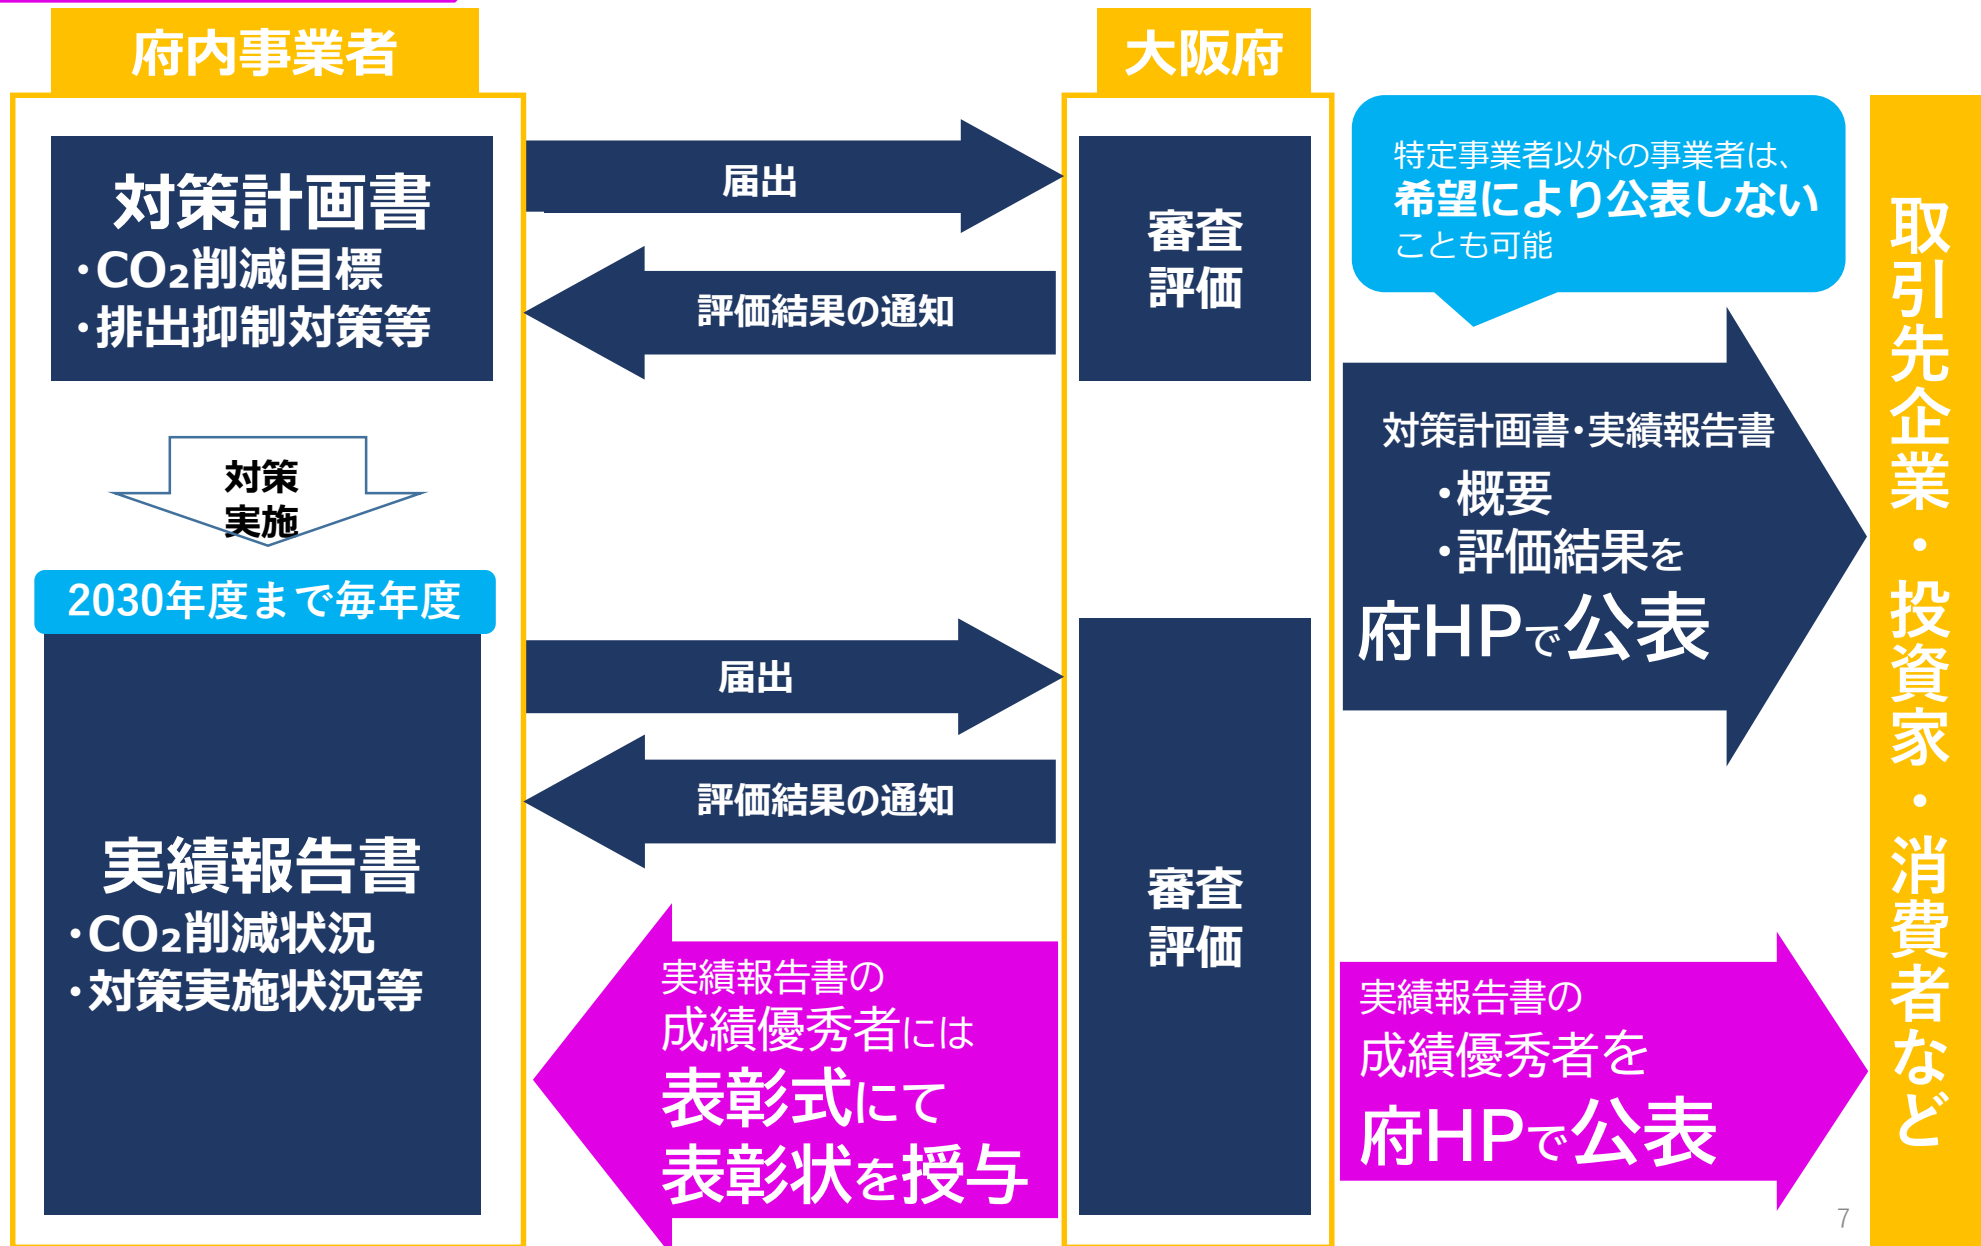 府内事業者
対策計画書
・CO₂削減目標
・排出抑制対策等
対策
実施
2030年度まで毎年度
実績報告書
・CO₂削減状況
・対策実施状況等
届出
評価結果の通知
届出
評価結果の通知
実績報告書の
成績優秀者には
表彰式にて
表彰状を授与
大阪府
審査
評価
審査
評価
特定事業者以外の事業者は、
希望により公表しない
ことも可能
対策計画書・実績報告書
・概要
・評価結果を
府HPで公表
実績報告書の
成績優秀者を
府HPで公表
取引先企業・投資家・消費者など
7